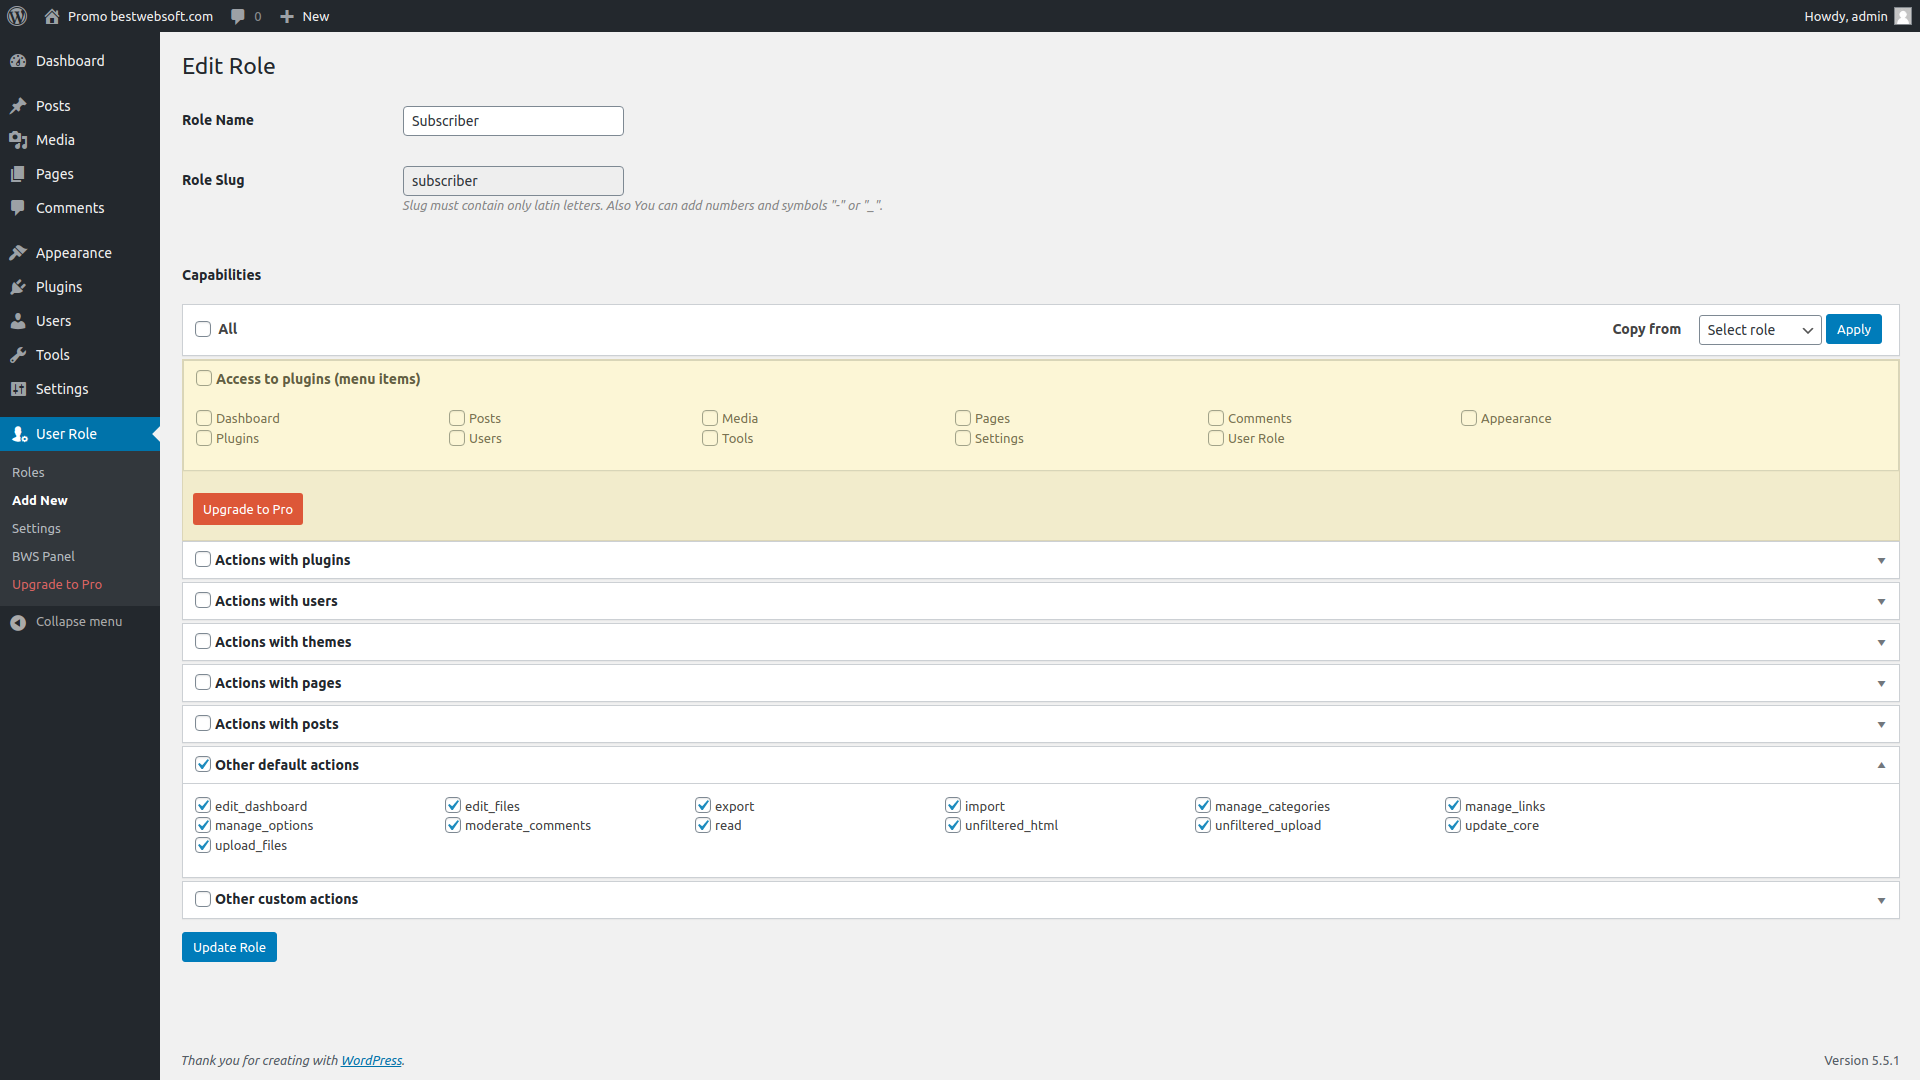 Promo bestwebsoft.com 0 New Howdy, admin
Dashboard
Posts
Media
Pages
Comments
Appearance
Plugins
Users
Tools
Settings
User Role
Roles
Add New
Settings
BWS Panel
Upgrade to Pro
Collapse menu
Edit Role
Role Name Subscriber
Role Slug subscriber
Slug must contain only latin letters. Also You can add numbers and symbols "-" or "_".
Capabilities
All Copy from Select role Apply
Access to plugins (menu items)
Dashboard Posts Media Pages Comments Appearance
Plugins Users Tools Settings User Role
Upgrade to Pro
Actions with plugins
Actions with users
Actions with themes
Actions with pages
Actions with posts
Other default actions
edit_dashboard edit_files export import manage_categories manage_links
manage_options moderate_comments read unfiltered_html unfiltered_upload update_core
upload_files
Other custom actions
Update Role
Thank you for creating with WordPress. Version 5.5.1